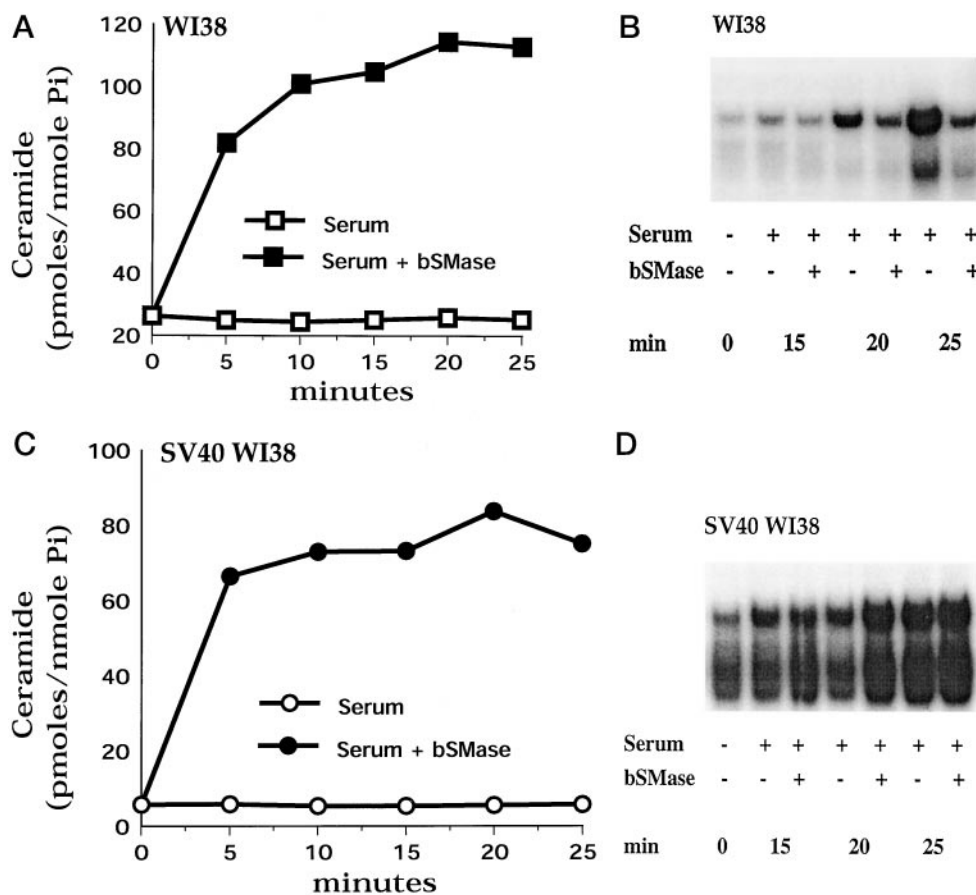 A
WI38
120
100
80
60
40
20
Ceramide
(pmoles/nmole Pi)
Serum
Serum + bSMase
0 5 10 15 20 25
minutes
B
WI38
Serum - + + + + + +
bSMase - - + - + - +
min 0 15 20 25
C
SV40 WI38
100
80
60
40
20
0
Ceramide
(pmoles/nmole Pi)
Serum
Serum + bSMase
0 5 10 15 20 25
minutes
D
SV40 WI38
Serum - + + + + + +
bSMase - - + - + - +
min 0 15 20 25